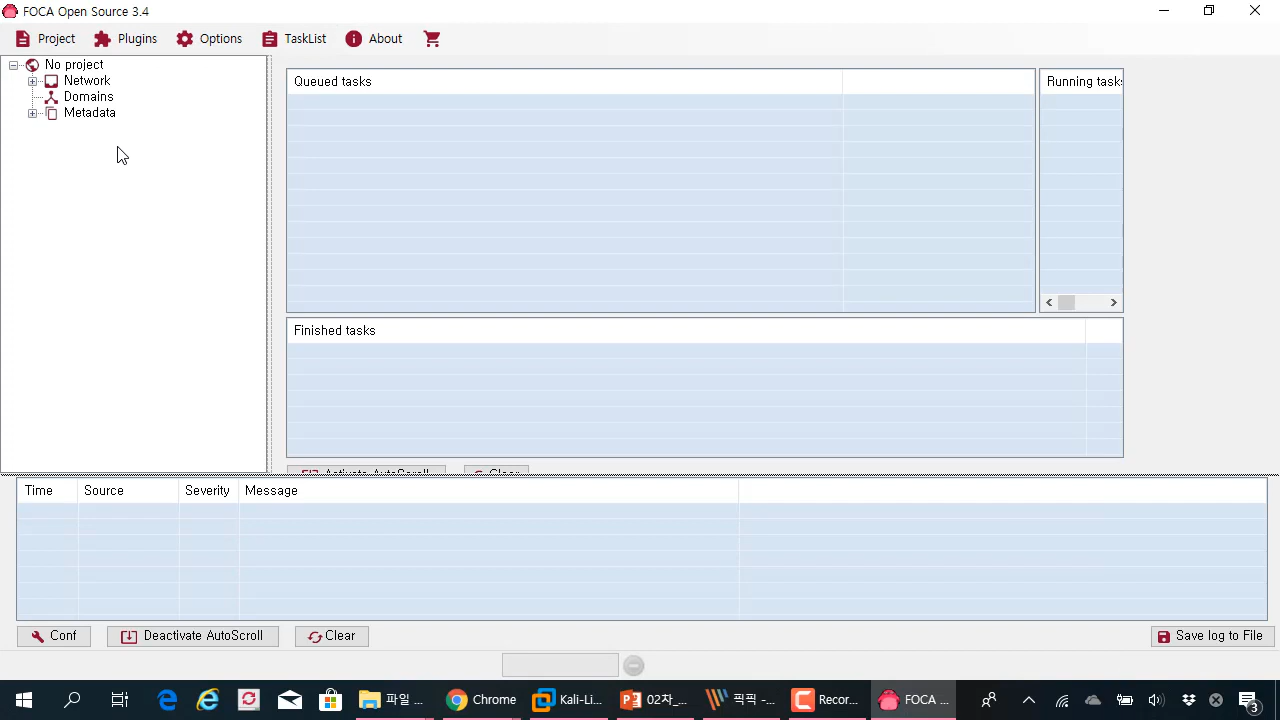 FOCA Open Source 3.4
Project Plugins Options TaskList About
No project
Network
Domains
Metadata
Queued tasks
Running tasks
Finished tasks
Time Source Severity Message
Conf Deactivate AutoScroll Clear Save log to File
파일 ... Chrome Kali-Li... 02차_... 픽픽 -... Recor... FOCA ... 3